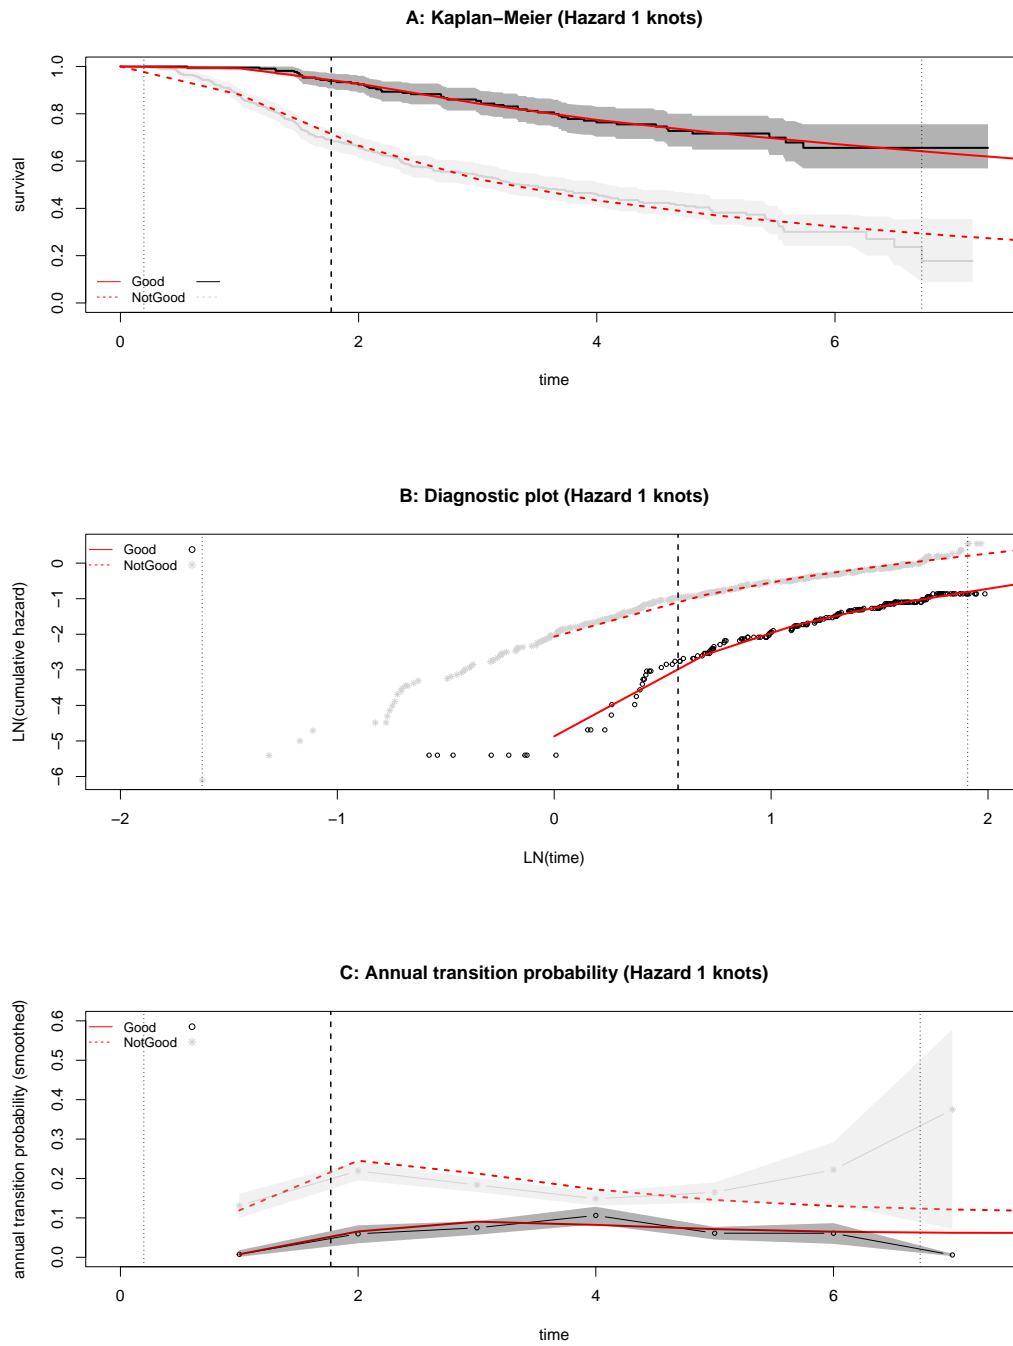 A: Kaplan−Meier (Hazard 1 knots)
survival
0.0 0.2 0.4 0.6 0.8 1.0
Good
NotGood
0 2 4 6
time
B: Diagnostic plot (Hazard 1 knots)
LN(cumulative hazard)
−6 −5 −4 −3 −2 −1 0
Good
NotGood
−2 −1 0 1 2
LN(time)
C: Annual transition probability (Hazard 1 knots)
annual transition probability (smoothed)
0.0 0.1 0.2 0.3 0.4 0.5 0.6
Good
NotGood
0 2 4 6
time